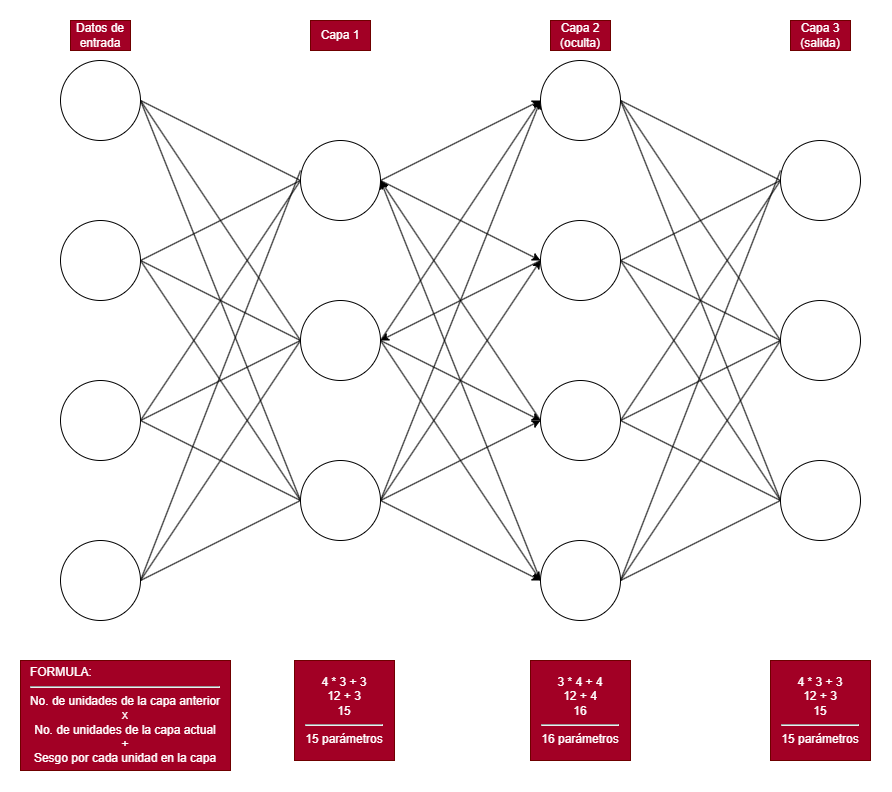 Datos de
entrada
Capa 1
Capa 2
(oculta)
Capa 3
(salida)
FORMULA:
No. de unidades de la capa anterior
x
No. de unidades de la capa actual
+
Sesgo por cada unidad en la capa
4 * 3 + 3
12 + 3
15
15 parámetros
3 * 4 + 4
12 + 4
16
16 parámetros
4 * 3 + 3
12 + 3
15
15 parámetros